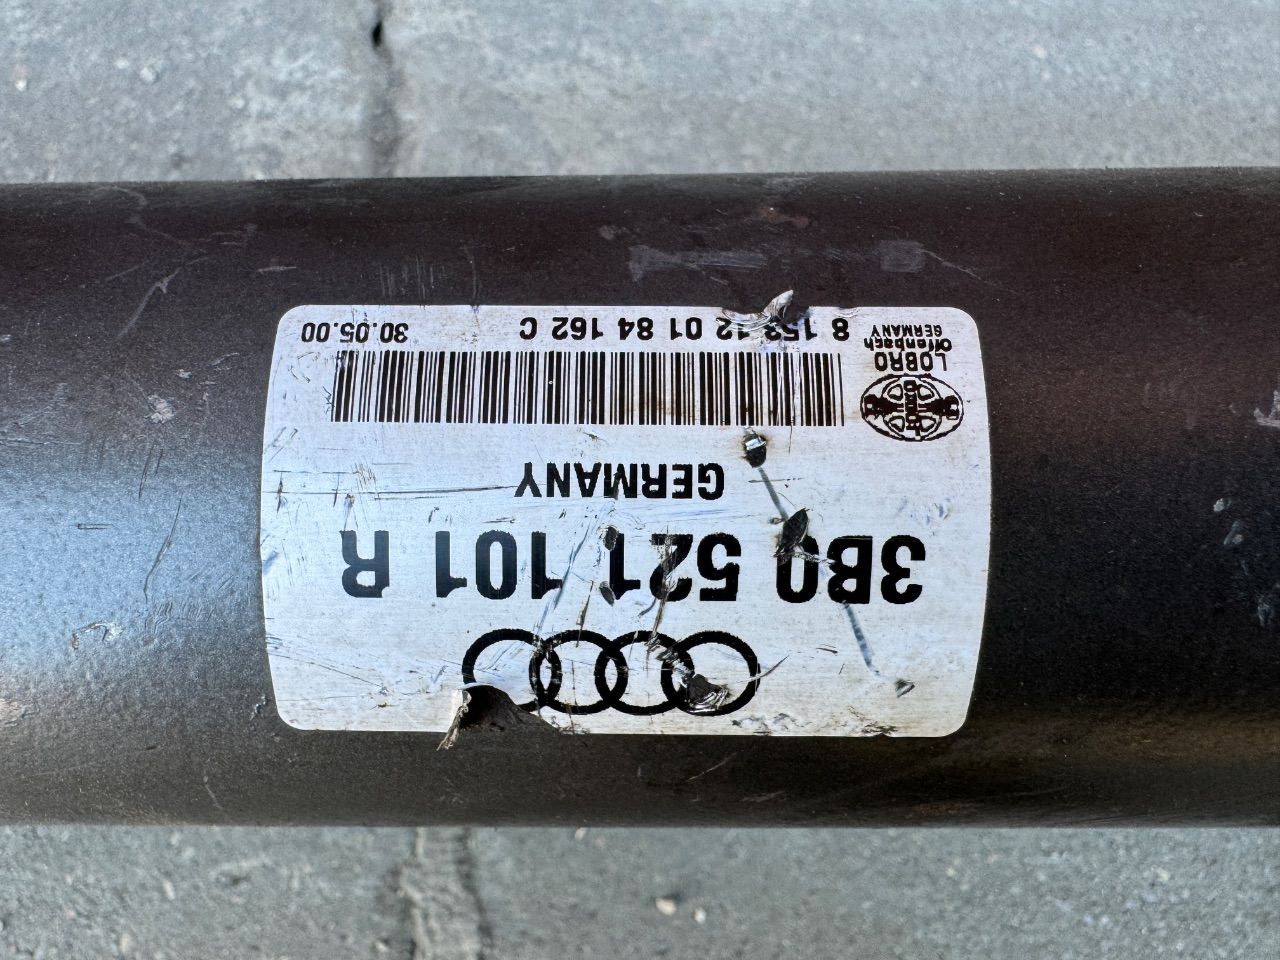 3B0 521 101 R
GERMANY
LÖBRO
Offenbach
GERMANY
8 153 12 01 84 162 C 30.05.00